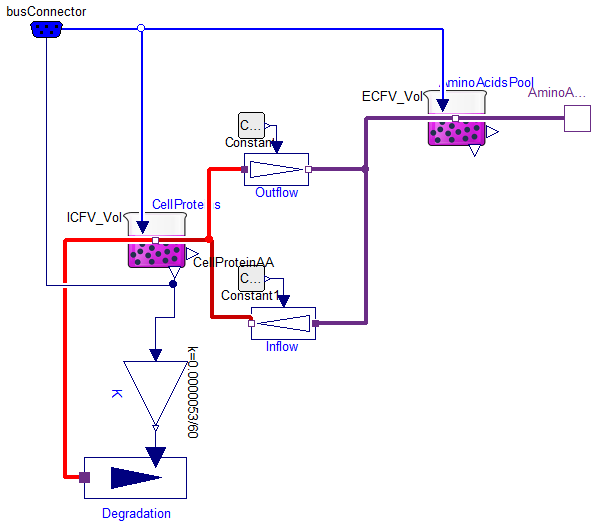 busConnector
AminoAcidsPool
ECFV_Vol
AminoA...
C...
Constant
Outflow
CellProte s
ICFV_Vol
CellProteinAA
C...
Constant1
Inflow
k=0.0000053/60
K
Degradation